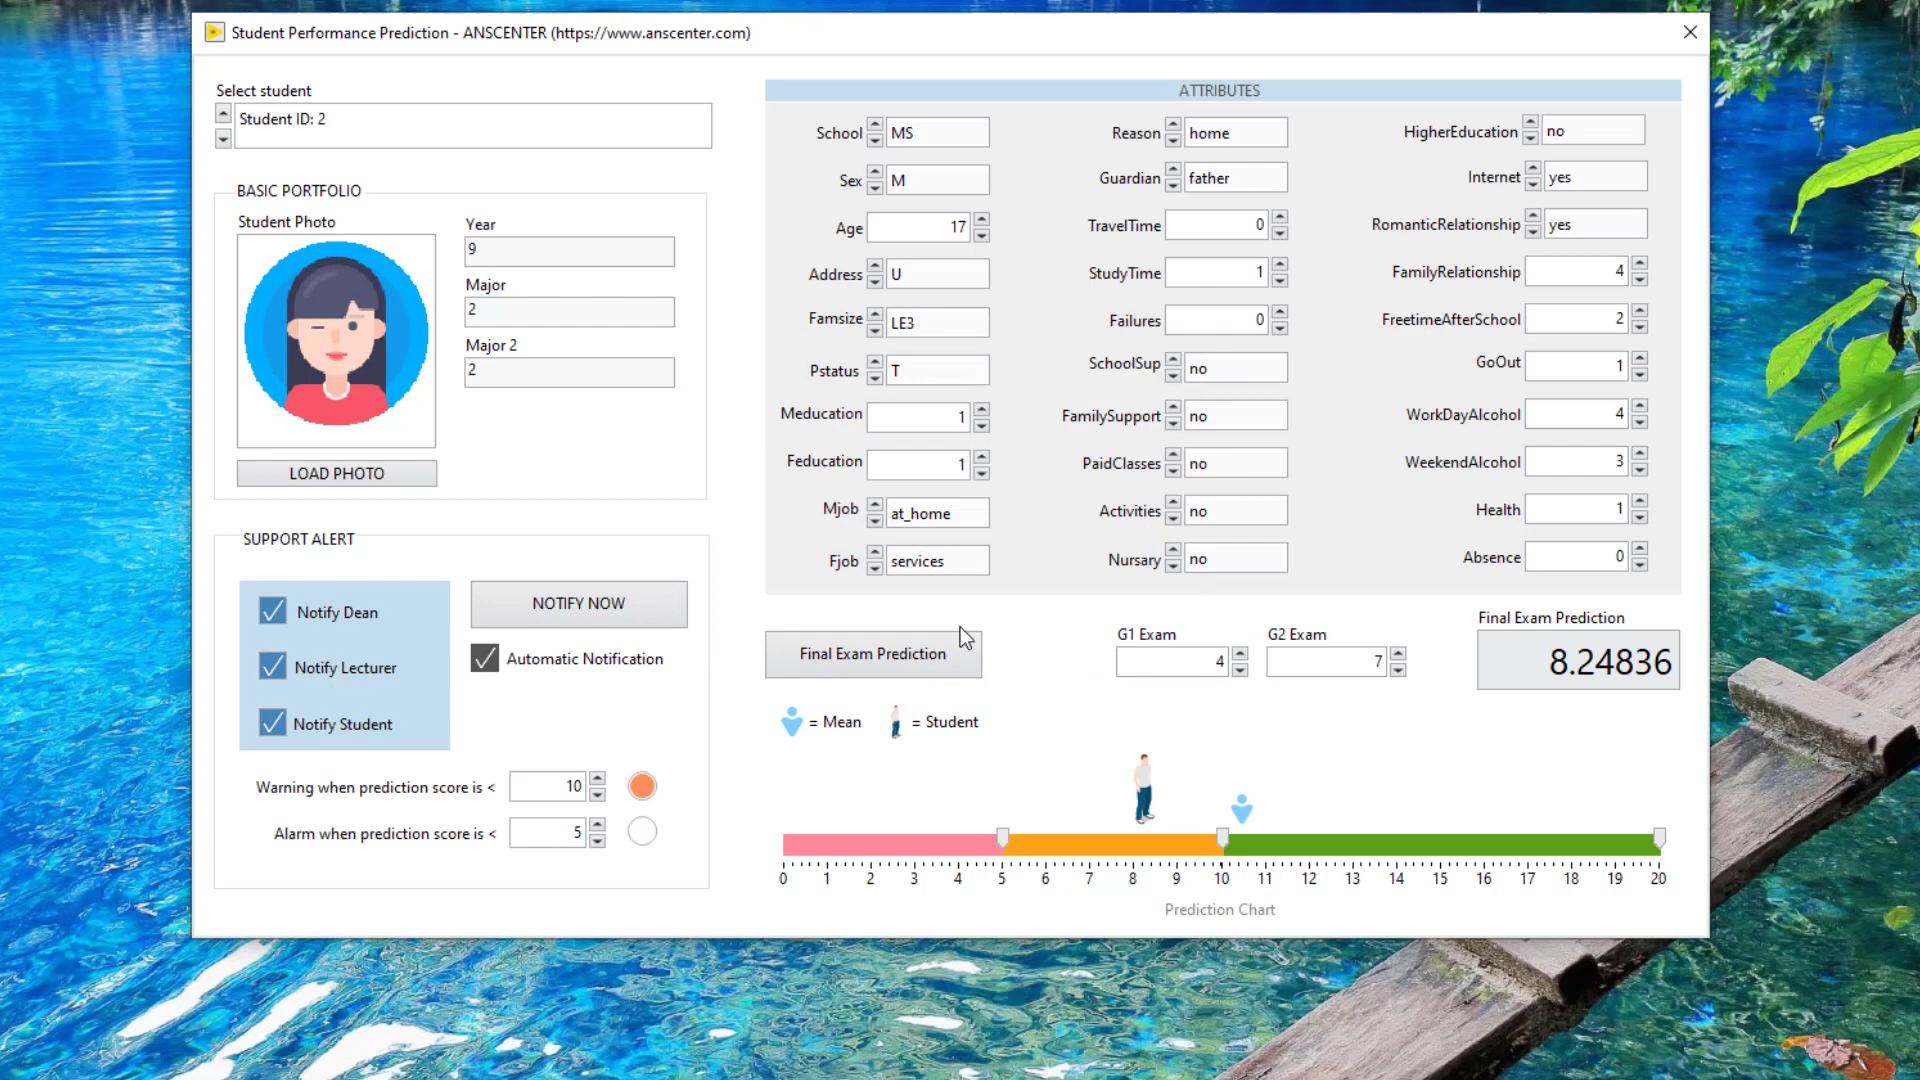 Student Performance Prediction - ANSCENTER (https://www.anscenter.com)
Select student
Student ID: 2
BASIC PORTFOLIO
Student Photo
Year
9
Major
2
Major 2
2
LOAD PHOTO
SUPPORT ALERT
Notify Dean
Notify Lecturer
Notify Student
NOTIFY NOW
Automatic Notification
Warning when prediction score is < 10
Alarm when prediction score is < 5
ATTRIBUTES
School MS
Sex M
Age 17
Address U
Famsize LE3
Pstatus T
Meducation 1
Feducation 1
Mjob at_home
Fjob services
Reason home
Guardian father
TravelTime 0
StudyTime 1
Failures 0
SchoolSup no
FamilySupport no
PaidClasses no
Activities no
Nursary no
HigherEducation no
Internet yes
RomanticRelationship yes
FamilyRelationship 4
FreetimeAfterSchool 2
GoOut 1
WorkDayAlcohol 4
WeekendAlcohol 3
Health 1
Absence 0
Final Exam Prediction
G1 Exam
4
G2 Exam
7
Final Exam Prediction
8.24836
= Mean = Student
0 1 2 3 4 5 6 7 8 9 10 11 12 13 14 15 16 17 18 19 20
Prediction Chart